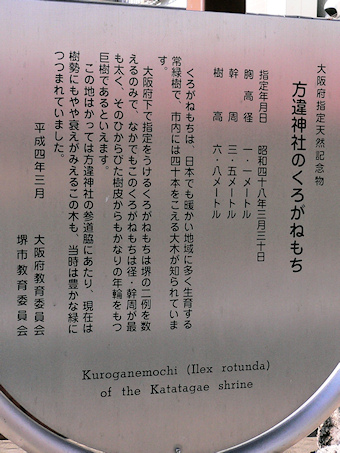 大阪府指定天然記念物
方違神社のくろがねもち
指定年月日　昭和四十八年三月三十日
胸高径　一・一メートル
幹周　三・五メートル
樹高　六・八メートル
くろがねもちは、日本でも暖かい地域に多く生育する
常緑樹で、市内には四十本をこえる大木が知られていま
す。
大阪府下で指定をうけるくろがねもちは堺の二例を数
えるのみで、なかでもこのくろがねもちは径・幹周が最
も太く、そのひからびた樹皮からもかなりの年輪をもつ
巨樹であるといえます。
この地はかつては方違神社の参道脇にあたり、現在は
樹勢にもやや衰えがみえるこの木も、当時は豊かな緑に
つつまれていました。
平成四年三月
大阪府教育委員会
堺市教育委員会
Kuroganemochi (Ilex rotunda)
of the Katatagae shrine